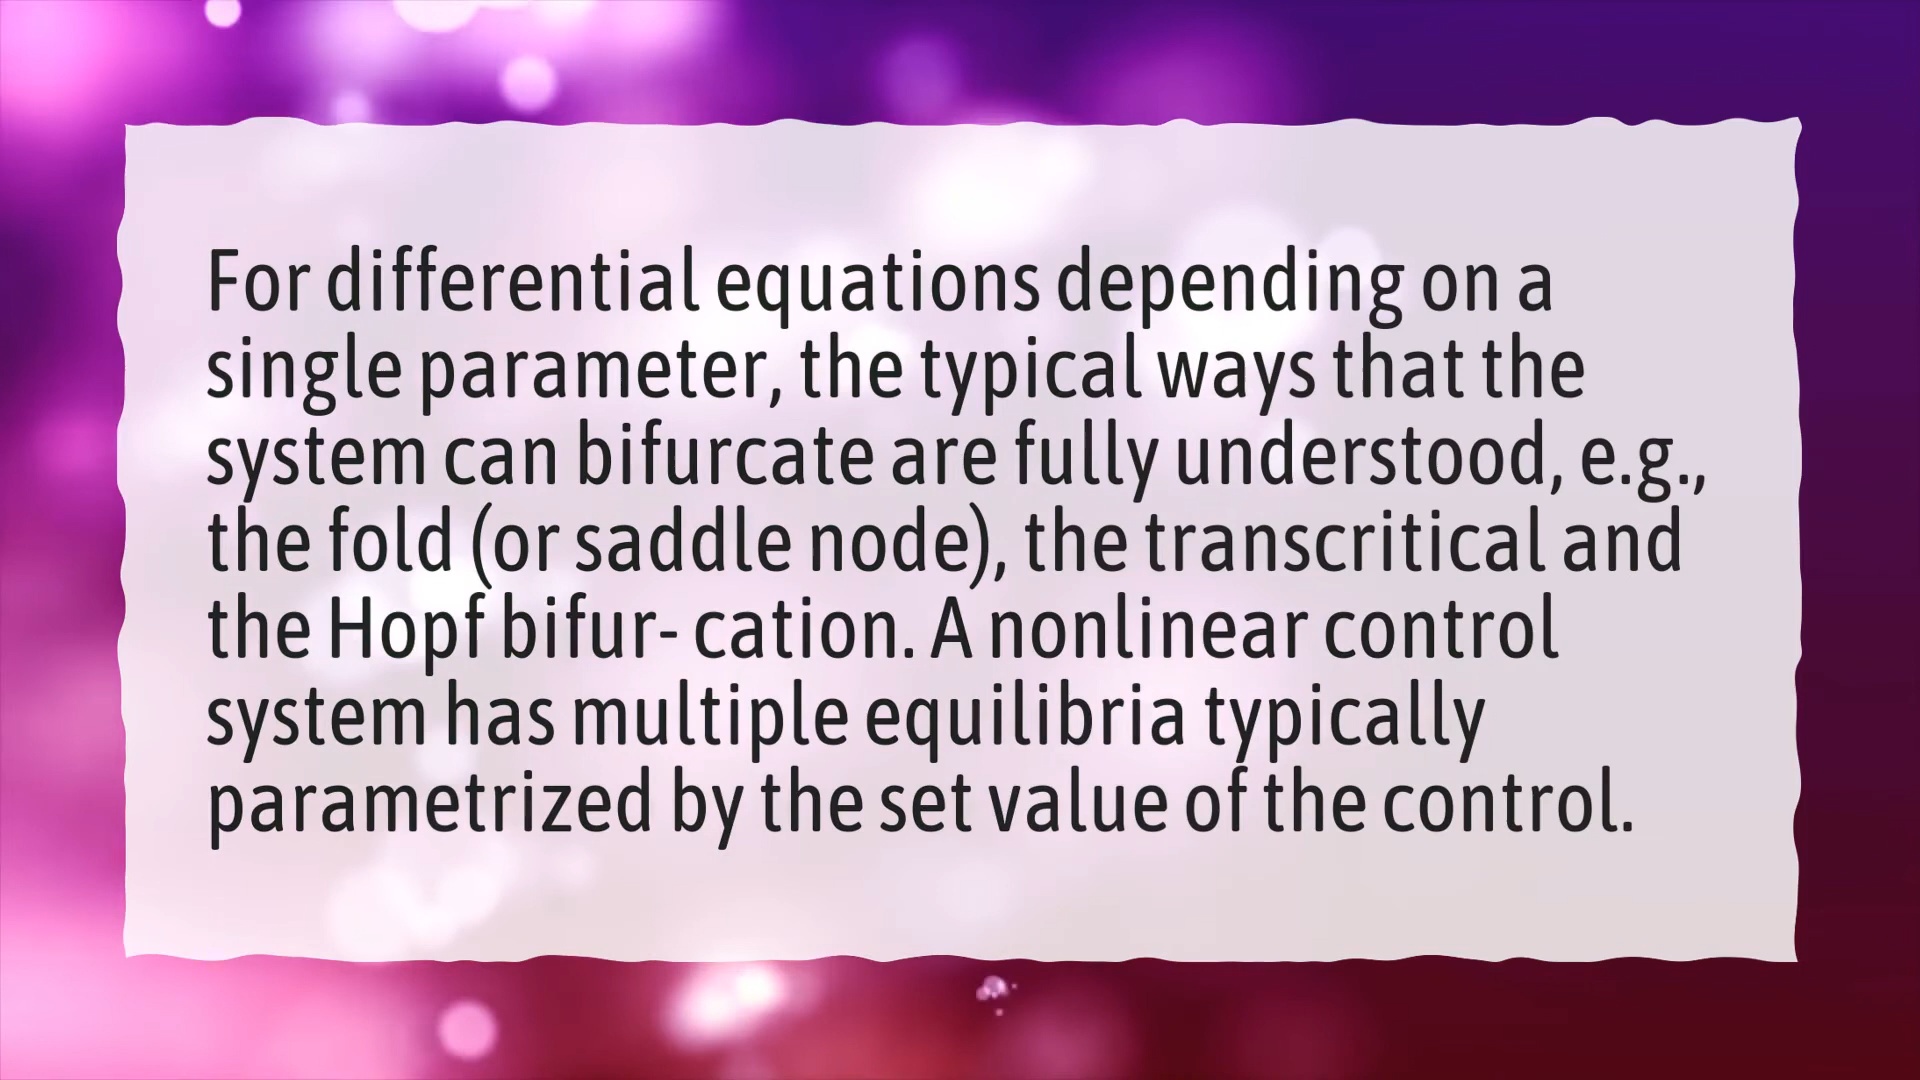 For differential equations depending on a
single parameter, the typical ways that the
system can bifurcate are fully understood, e.g.,
the fold (or saddle node), the transcritical and
the Hopf bifur- cation. A nonlinear control
system has multiple equilibria typically
parametrized by the set value of the control.